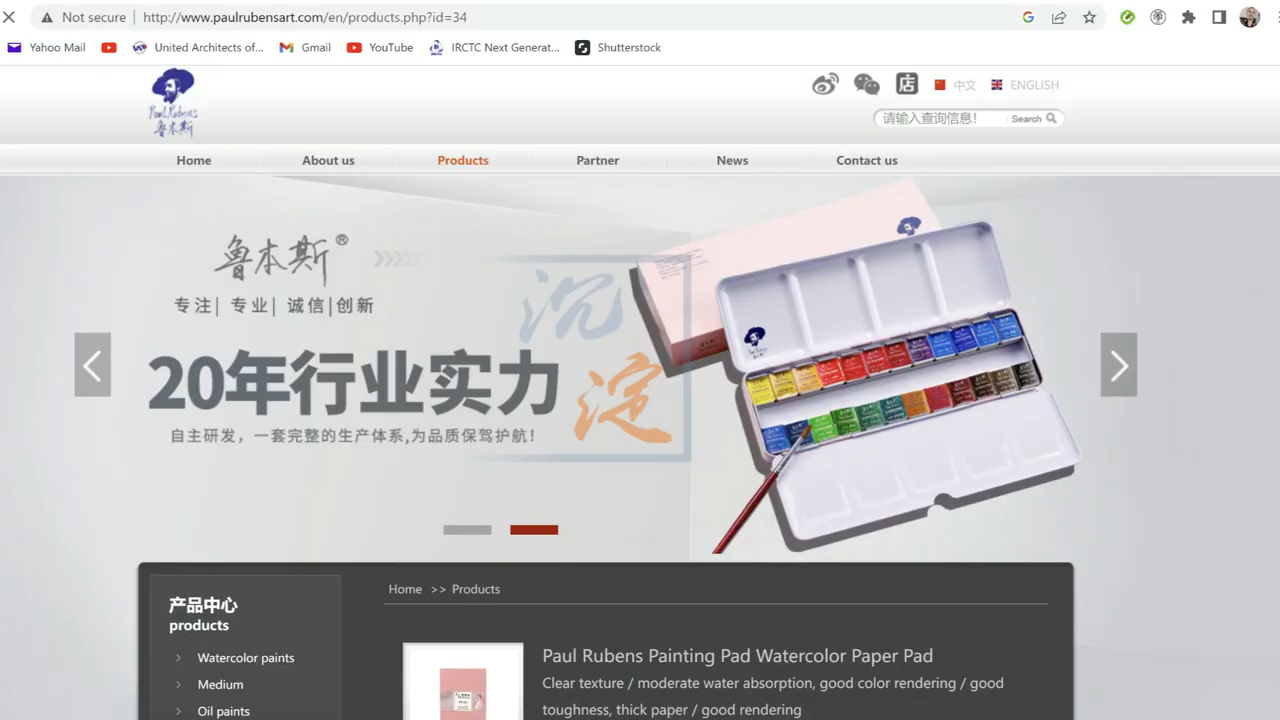 Not secure
http://www.paulrubensart.com/en/products.php?id=34
Yahoo Mail
United Architects of...
Gmail
YouTube
IRCTC Next Generat...
Shutterstock
Paul Rubens
鲁本斯
店
中文
ENGLISH
请输入查询信息!
Search
Home
About us
Products
Partner
News
Contact us
鲁本斯®
专注| 专业| 诚信|创新
沉
淀
20年行业实力
自主研发，一套完整的生产体系,为品质保驾护航!
产品中心
products
Watercolor paints
Medium
Oil paints
Home >> Products
Paul Rubens Painting Pad Watercolor Paper Pad
Clear texture / moderate water absorption, good color rendering / good
toughness, thick paper / good rendering